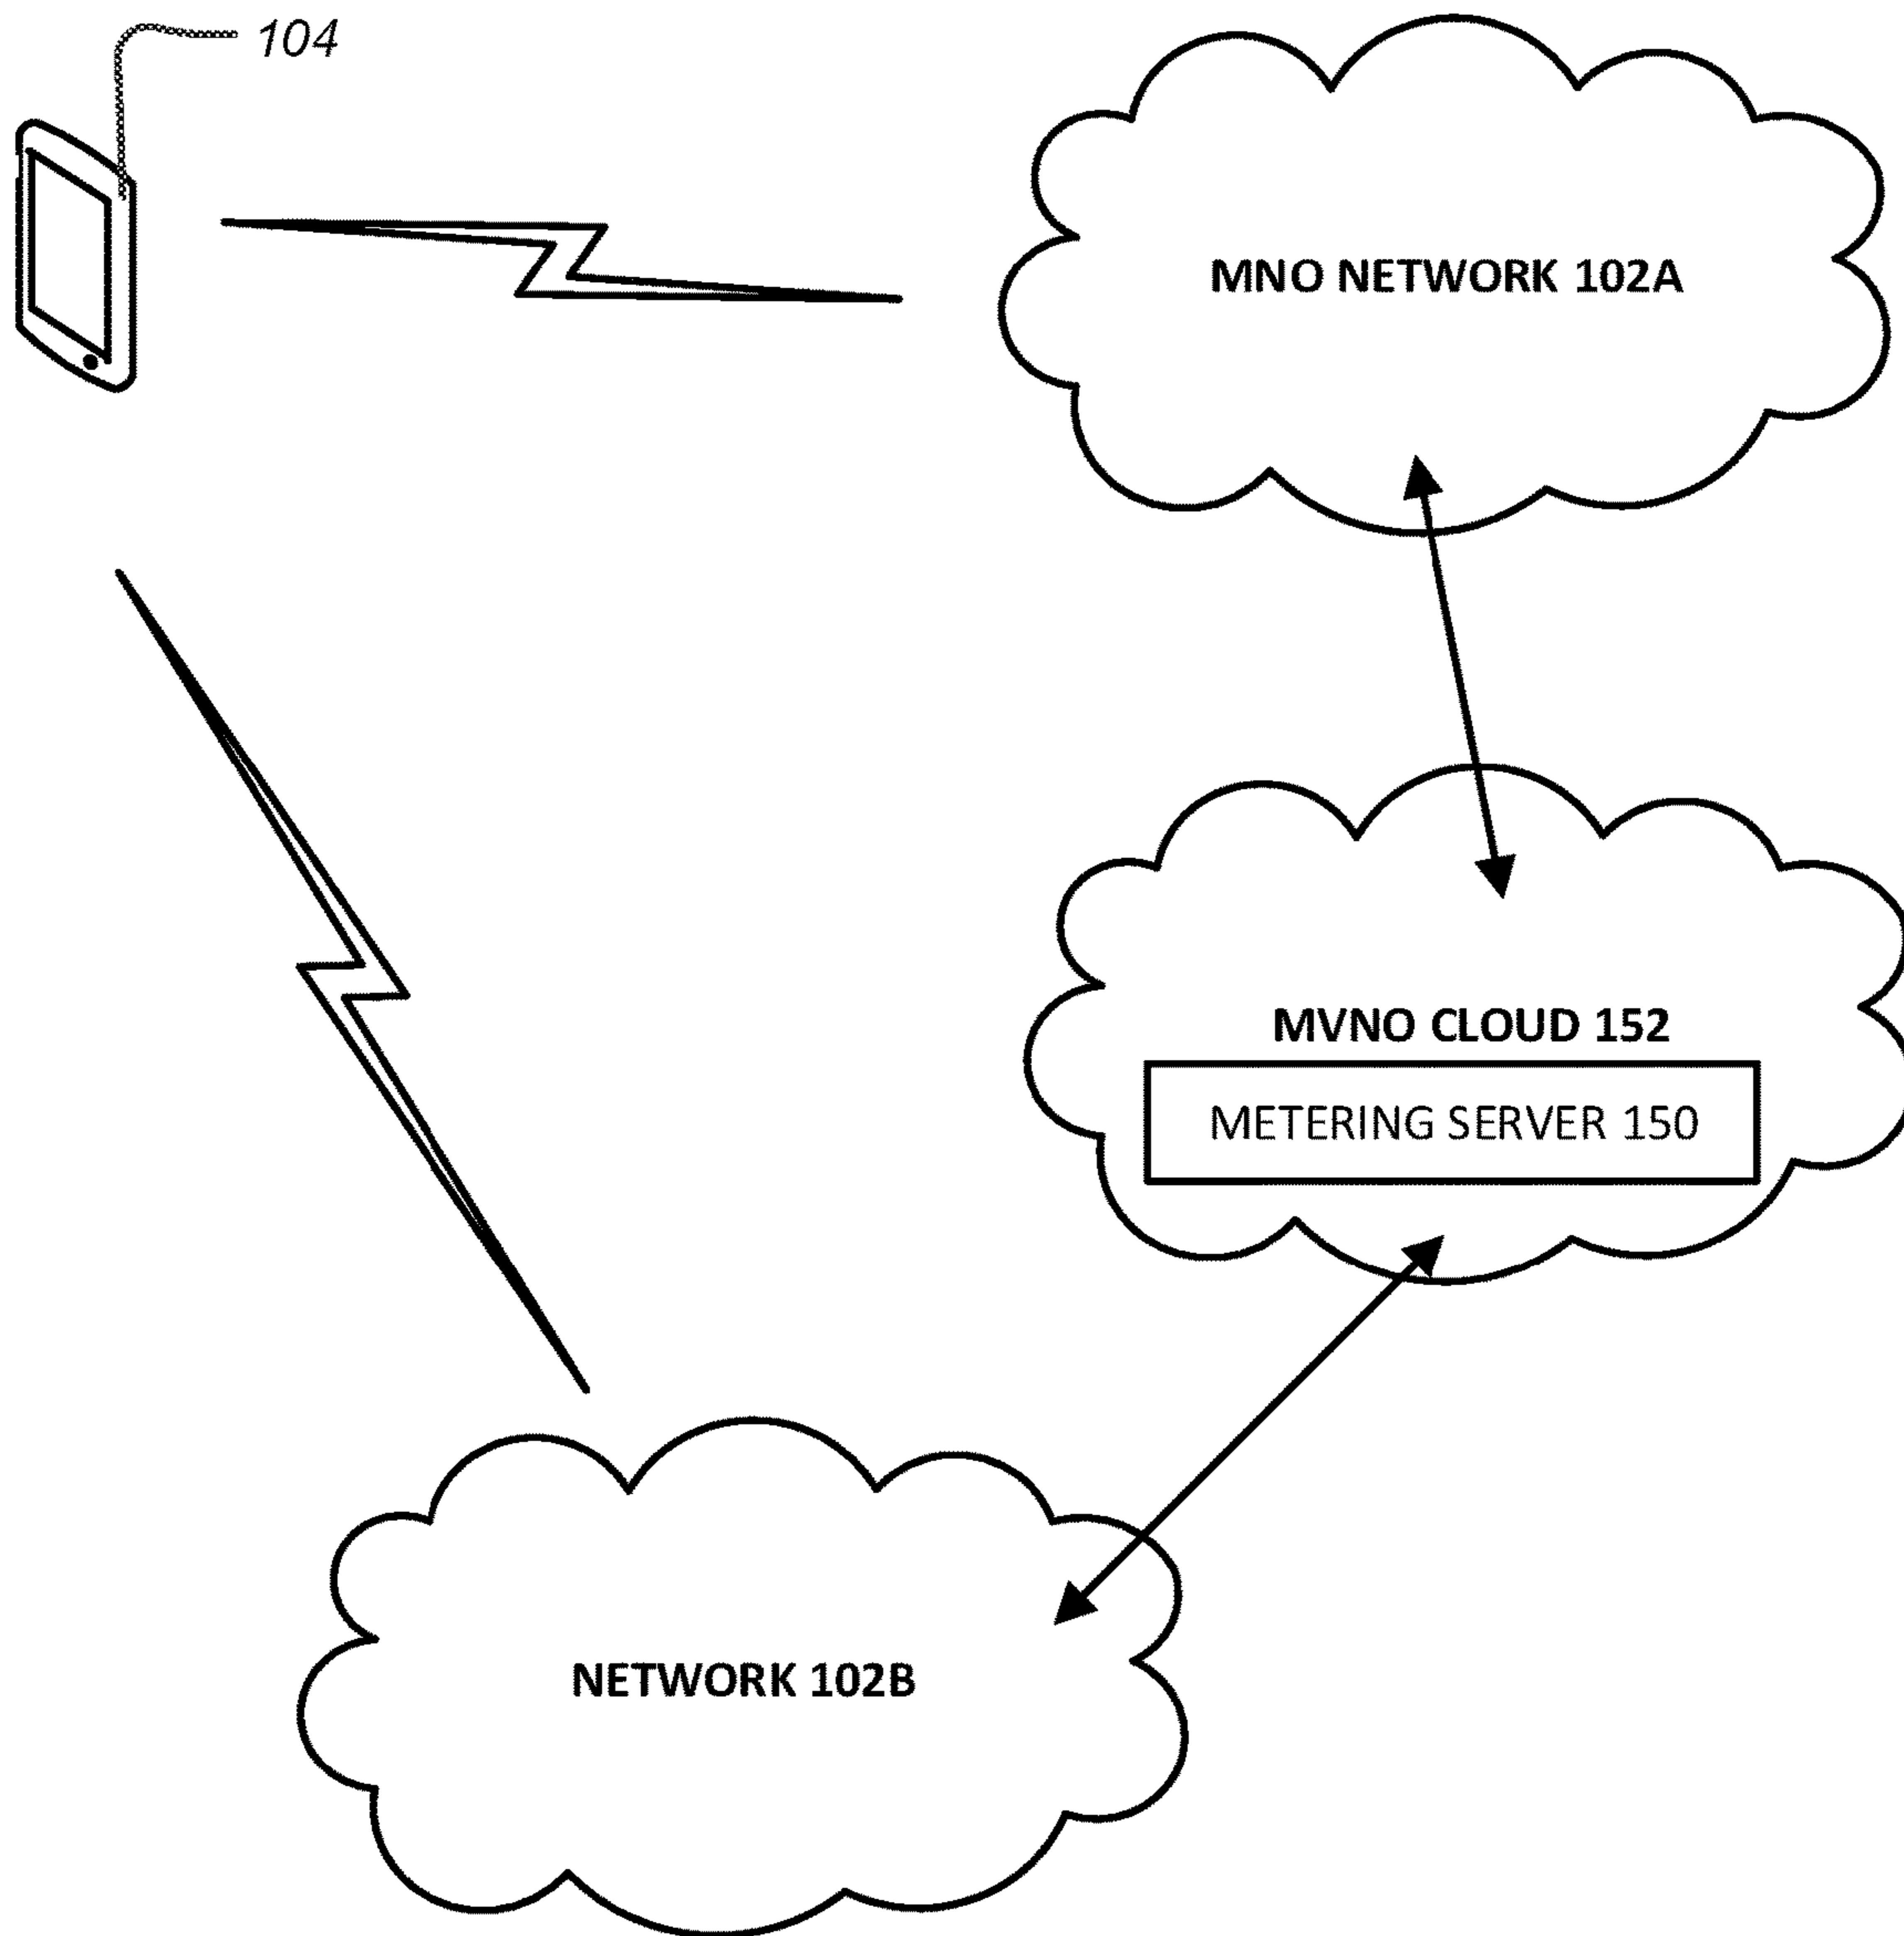 104
MNO NETWORK 102A
MVNO CLOUD 152
METERING SERVER 150
NETWORK 102B